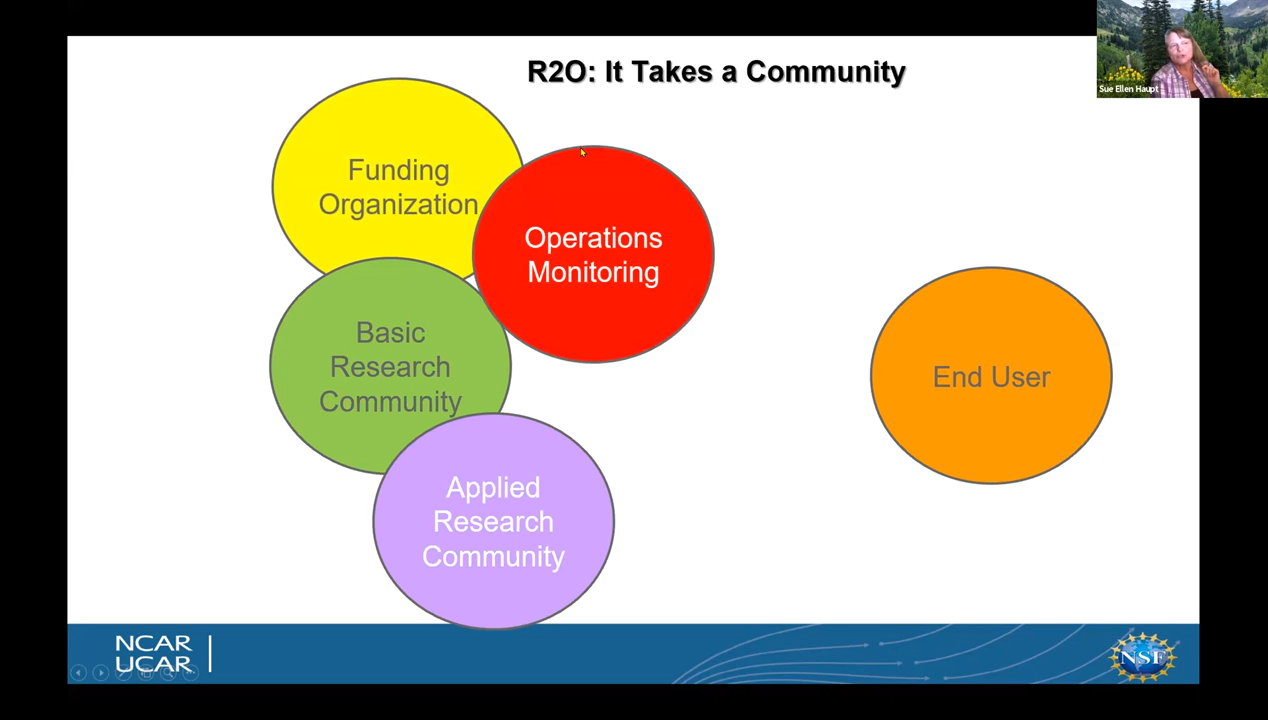 R2O: It Takes a Community
Sue Ellen Haupt
Funding
Organization
Operations
Monitoring
Basic
Research
Community
End User
Applied
Research
Community
NCAR
UCAR
NSF